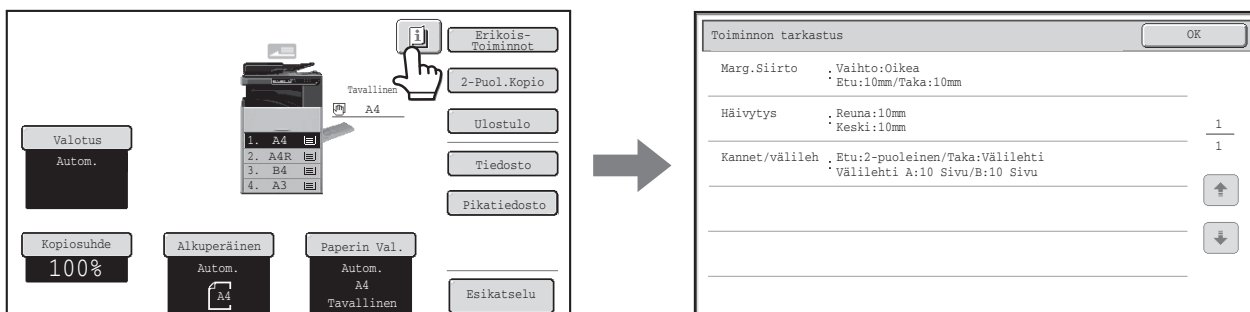 Erikois-
Toiminnot
2-Puol.Kopio
Tavallinen
A4
Ulostulo
Valotus
Autom.
1. A4
2. A4R
3. B4
4. A3
Tiedosto
Pikatiedosto
Kopiosuhde
100%
Alkuperäinen
Autom.
A4
Paperin Val.
Autom.
A4
Tavallinen
Esikatselu
Toiminnon tarkastus
OK
Marg.Siirto : Vaihto:Oikea
Etu:10mm/Taka:10mm
Häivytys : Reuna:10mm
Keski:10mm
Kannet/välileh : Etu:2-puoleinen/Taka:Välilehti
Välilehti A:10 Sivu/B:10 Sivu
1
1